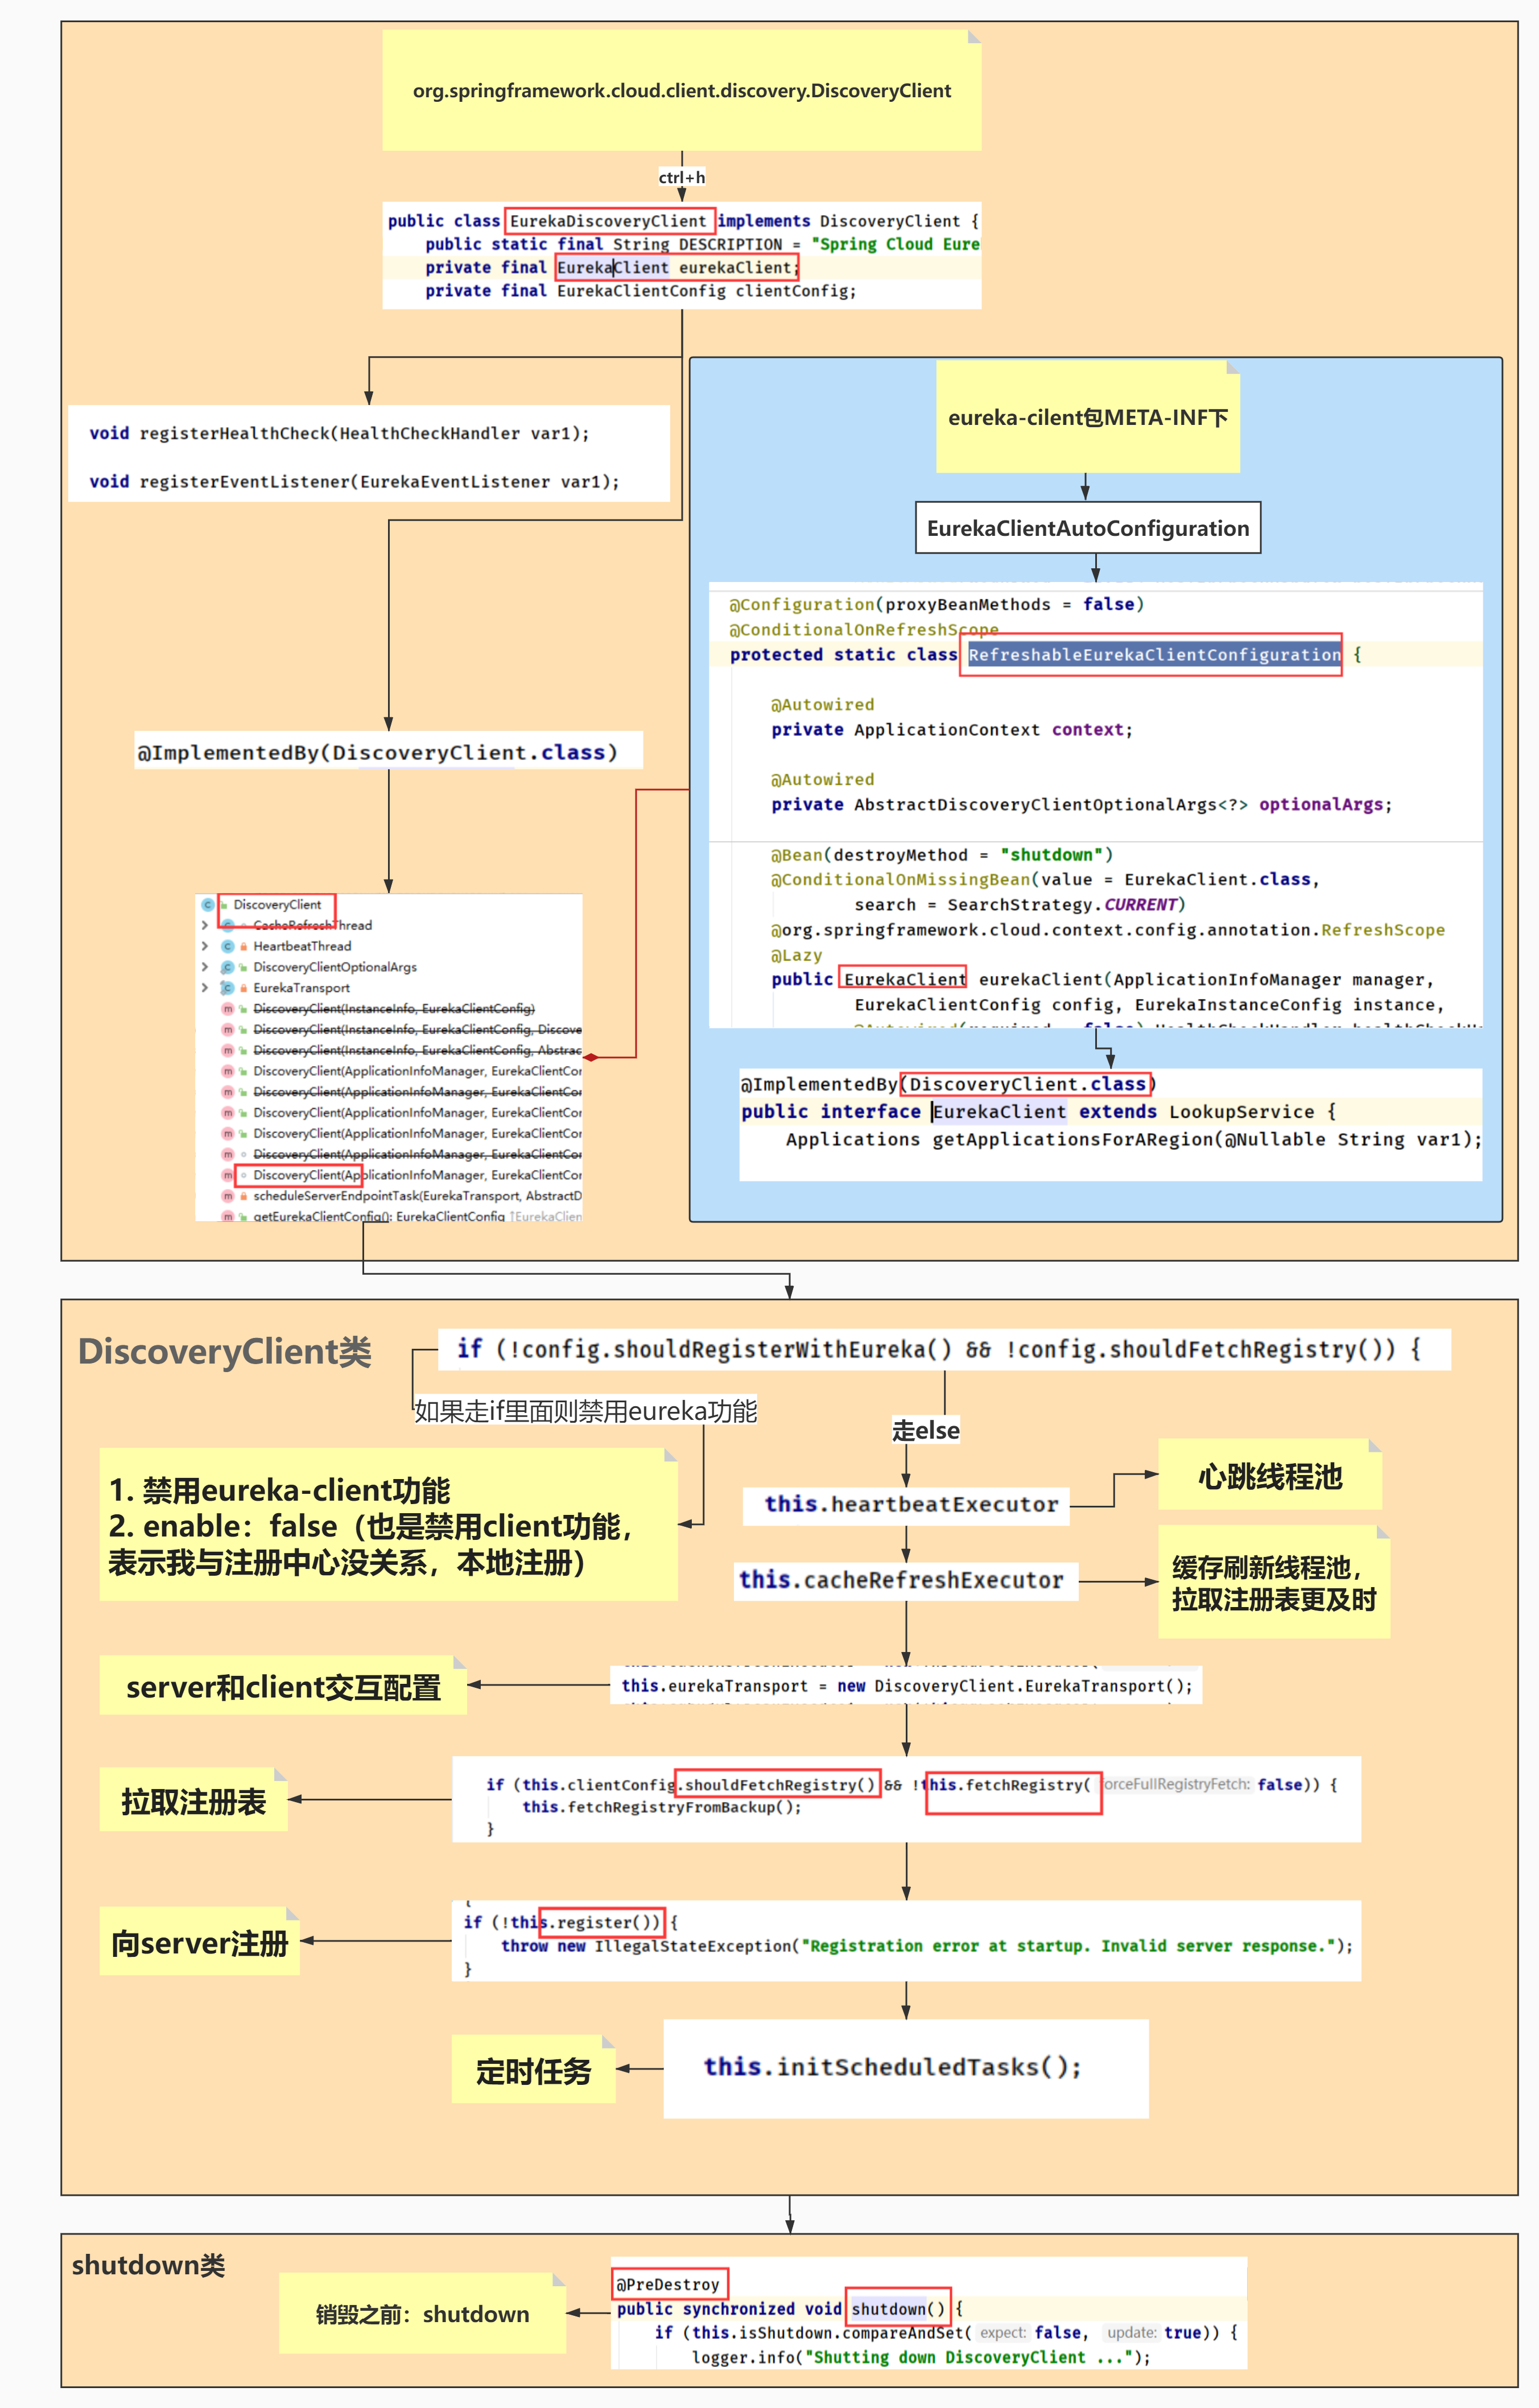 org.springframework.cloud.client.discovery.DiscoveryClient
ctrl+h
public class EurekaDiscoveryClient implements DiscoveryClient {
public static final String DESCRIPTION = "Spring Cloud Eure
private final EurekaClient eurekaClient;
private final EurekaClientConfig clientConfig;
void registerHealthCheck(HealthCheckHandler var1);
void registerEventListener(EurekaEventListener var1);
eureka-cilent包META-INF下
EurekaClientAutoConfiguration
@Configuration(proxyBeanMethods = false)
@ConditionalOnRefreshScope
protected static class RefreshableEurekaClientConfiguration {
@Autowired
private ApplicationContext context;
@Autowired
private AbstractDiscoveryClientOptionalArgs<?> optionalArgs;
@Bean(destroyMethod = "shutdown")
@ConditionalOnMissingBean(value = EurekaClient.class,
search = SearchStrategy.CURRENT)
@org.springframework.cloud.context.config.annotation.RefreshScope
@Lazy
public EurekaClient eurekaClient(ApplicationInfoManager manager,
EurekaClientConfig config, EurekaInstanceConfig instance,
@ImplementedBy(DiscoveryClient.class)
public interface EurekaClient extends LookupService {
Applications getApplicationsForARegion(@Nullable String var1);
@ImplementedBy(DiscoveryClient.class)
DiscoveryClient
CacheRefreshThread
HeartbeatThread
DiscoveryClientOptionalArgs
EurekaTransport
DiscoveryClient(InstanceInfo, EurekaClientConfig)
DiscoveryClient(InstanceInfo, EurekaClientConfig, Discove
DiscoveryClient(InstanceInfo, EurekaClientConfig, Abstrac
DiscoveryClient(ApplicationInfoManager, EurekaClientCor
DiscoveryClient(ApplicationInfoManager, EurekaClientCor
DiscoveryClient(ApplicationInfoManager, EurekaClientCor
DiscoveryClient(ApplicationInfoManager, EurekaClientCor
DiscoveryClient(ApplicationInfoManager, EurekaClientCor
DiscoveryClient(ApplicationInfoManager, EurekaClientCor
scheduleServerEndpointTask(EurekaTransport, AbstractD
getEurekaClientConfig(): EurekaClientConfig ↑EurekaClien
DiscoveryClient类
if (!config.shouldRegisterWithEureka() && !config.shouldFetchRegistry()) {
如果走if里面则禁用eureka功能
走else
1. 禁用eureka-client功能
2. enable：false（也是禁用client功能，
表示我与注册中心没关系，本地注册）
this.heartbeatExecutor
心跳线程池
this.cacheRefreshExecutor
缓存刷新线程池，
拉取注册表更及时
server和client交互配置
this.eurekaTransport = new DiscoveryClient.EurekaTransport();
拉取注册表
if (this.clientConfig.shouldFetchRegistry() && !this.fetchRegistry( forceFullRegistryFetch: false)) {
this.fetchRegistryFromBackup();
}
向server注册
if (!this.register()) {
throw new IllegalStateException("Registration error at startup. Invalid server response.");
}
定时任务
this.initScheduledTasks();
shutdown类
销毁之前：shutdown
@PreDestroy
public synchronized void shutdown() {
if (this.isShutdown.compareAndSet( expect: false, update: true)) {
logger.info("Shutting down DiscoveryClient ...");